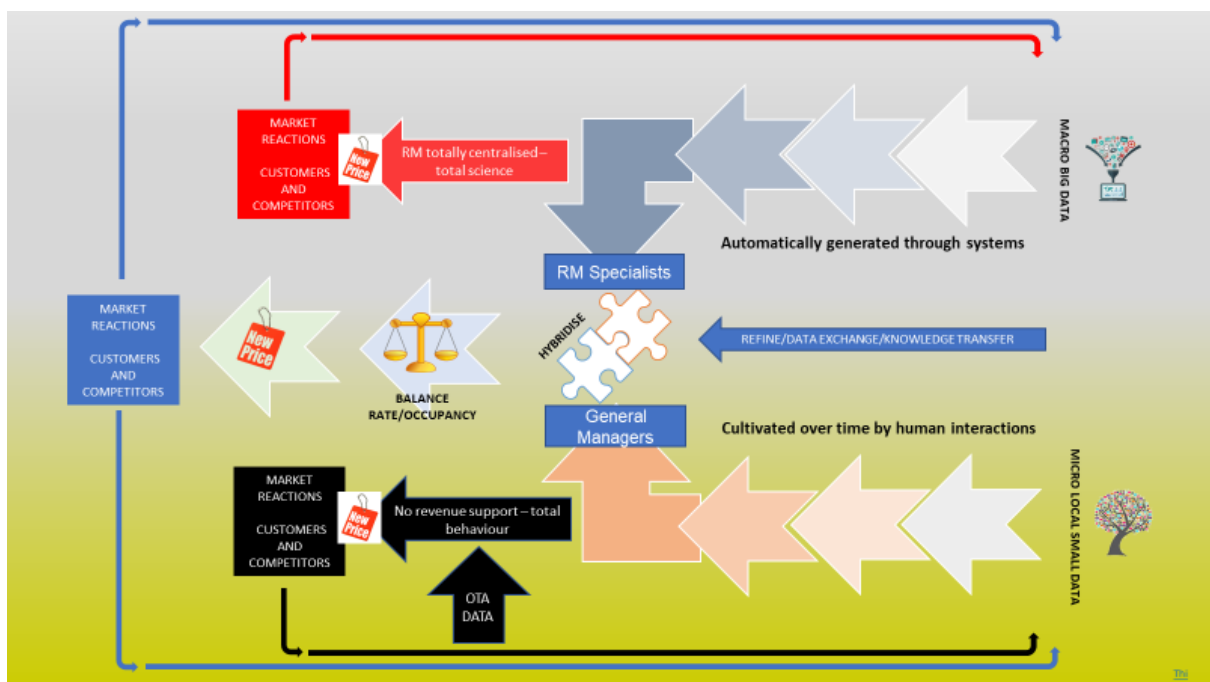 MARKET
REACTIONS
CUSTOMERS
AND
COMPETITORS
New
Price
RM totally centralised–
total science
MACRO BIG DATA
Automatically generated through systems
RM Specialists
MARKET
REACTIONS
CUSTOMERS
AND
COMPETITORS
New
Price
BALANCE
RATE/OCCUPANCY
HYBRIDISE
REFINE/DATA EXCHANGE/KNOWLEDGE TRANSFER
General
Managers
Cultivated over time by human interactions
MARKET
REACTIONS
CUSTOMERS
AND
COMPETITORS
New
Price
No revenue support – total
behaviour
OTA
DATA
MICRO LOCAL SMALL DATA
Thi